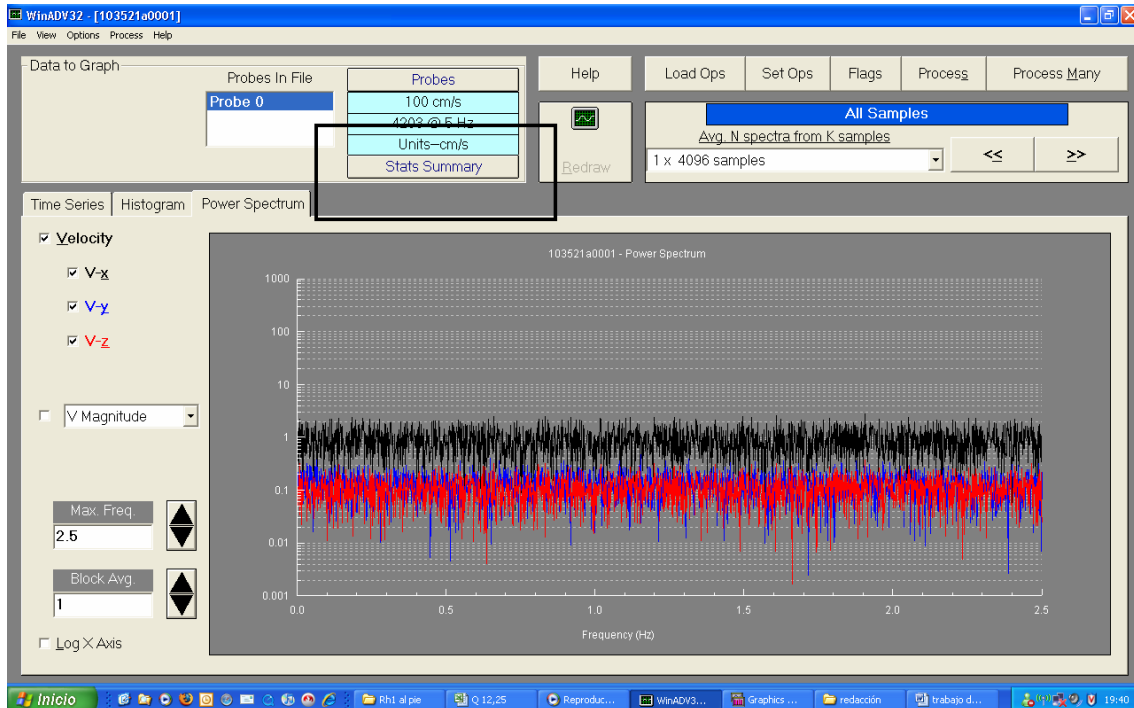 WinADV32 - [103521a0001]
File View Options Process Help
Data to Graph
Probes In File
Probe 0
Probes
100 cm/s
4203 @ 5 Hz
Units--cm/s
Stats Summary
Help
Redraw
Load Ops
Set Ops
Flags
Process
Process Many
All Samples
Avg. N spectra from K samples
1 x 4096 samples
<<
>>
Time Series
Histogram
Power Spectrum
Velocity
V-x
V-y
V-z
V Magnitude
Max. Freq.
2.5
Block Avg.
1
Log X Axis
103521a0001 - Power Spectrum
1000
100
10
1
0.1
0.01
0.001
0.0 0.5 1.0 1.5 2.0 2.5
Frequency (Hz)
Inicio
Rh1 al pie
Q 12,25
Reproduc...
WinADV3...
Graphics ...
redacción
trabajo d...
19:40